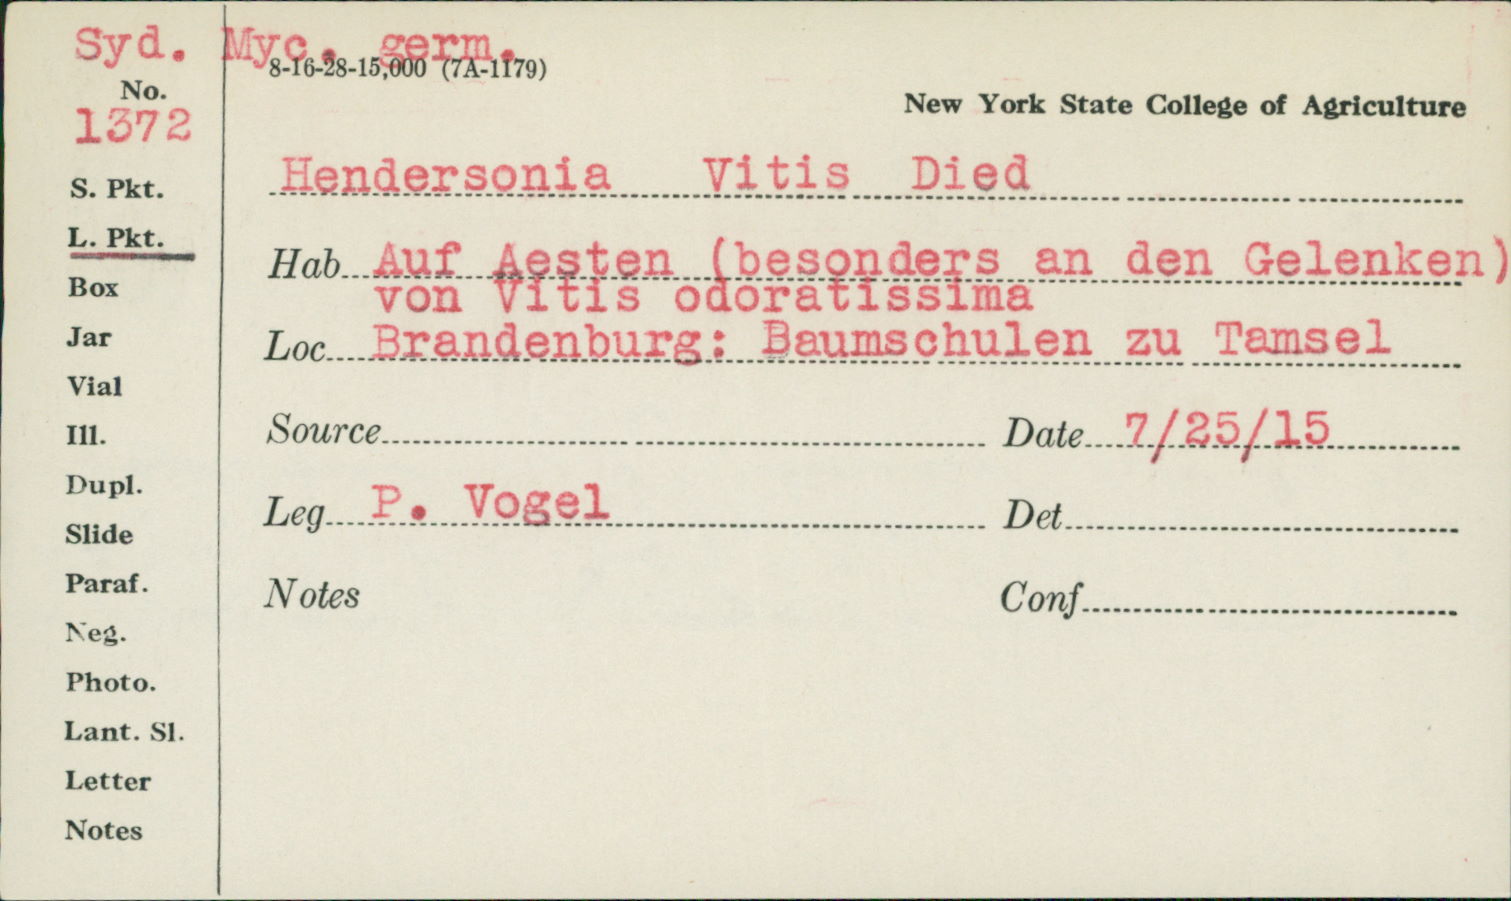 Syd. Myc. germ.
8-16-28-15,000 (7A-1179)
No.
1372
New York State College of Agriculture
Hendersonia Vitis Died
S. Pkt.
L. Pkt.
Hab. Auf Aesten (besonders an den Gelenken)
von Vitis odoratissima
Box
Jar
Loc. Brandenburg: Baumschulen zu Tamsel
Vial
Ill.
Source Date 7/25/15
Dupl.
Leg. P. Vogel Det.
Slide
Paraf.
Notes Conf.
Neg.
Photo.
Lant. Sl.
Letter
Notes